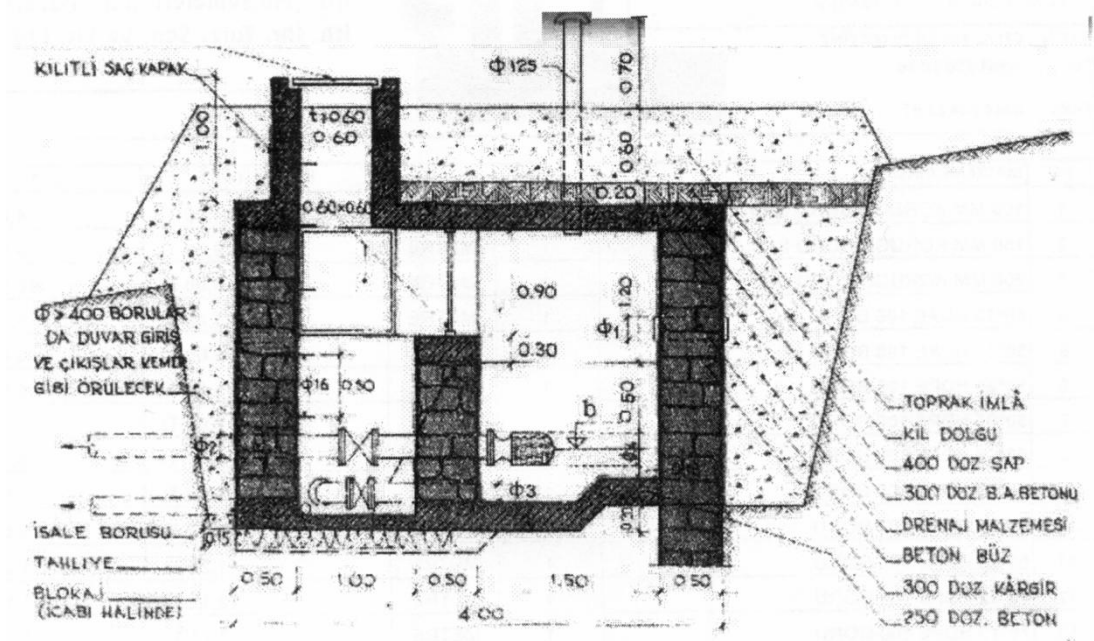 KİLİTLİ SAÇ KAPAK
1.00
t›0.60
0.60
Φ125
0.70
0.60
0.20
0.60×0.60
Φ > 400 BORULAR
DA DUVAR GİRİŞ
VE ÇIKIŞLAR KEMER
GİBİ ÖRÜLECEK
0.90
1.20
Φ1
0.30
Φ16
0.50
0.50
b
Φ2
Φ3
İSALE BORUSU
0.15
TAHLİYE
BLOKAJ
(İCABI HALİNDE)
0.50
1.00
0.50
1.50
0.50
4.00
TOPRAK İMLÂ
KİL DOLGU
400 DOZ ŞAP
300 DOZ. B.A. BETONU
DRENAJ MALZEMESİ
BETON BÜZ
300 DOZ. KÂRGİR
250 DOZ. BETON